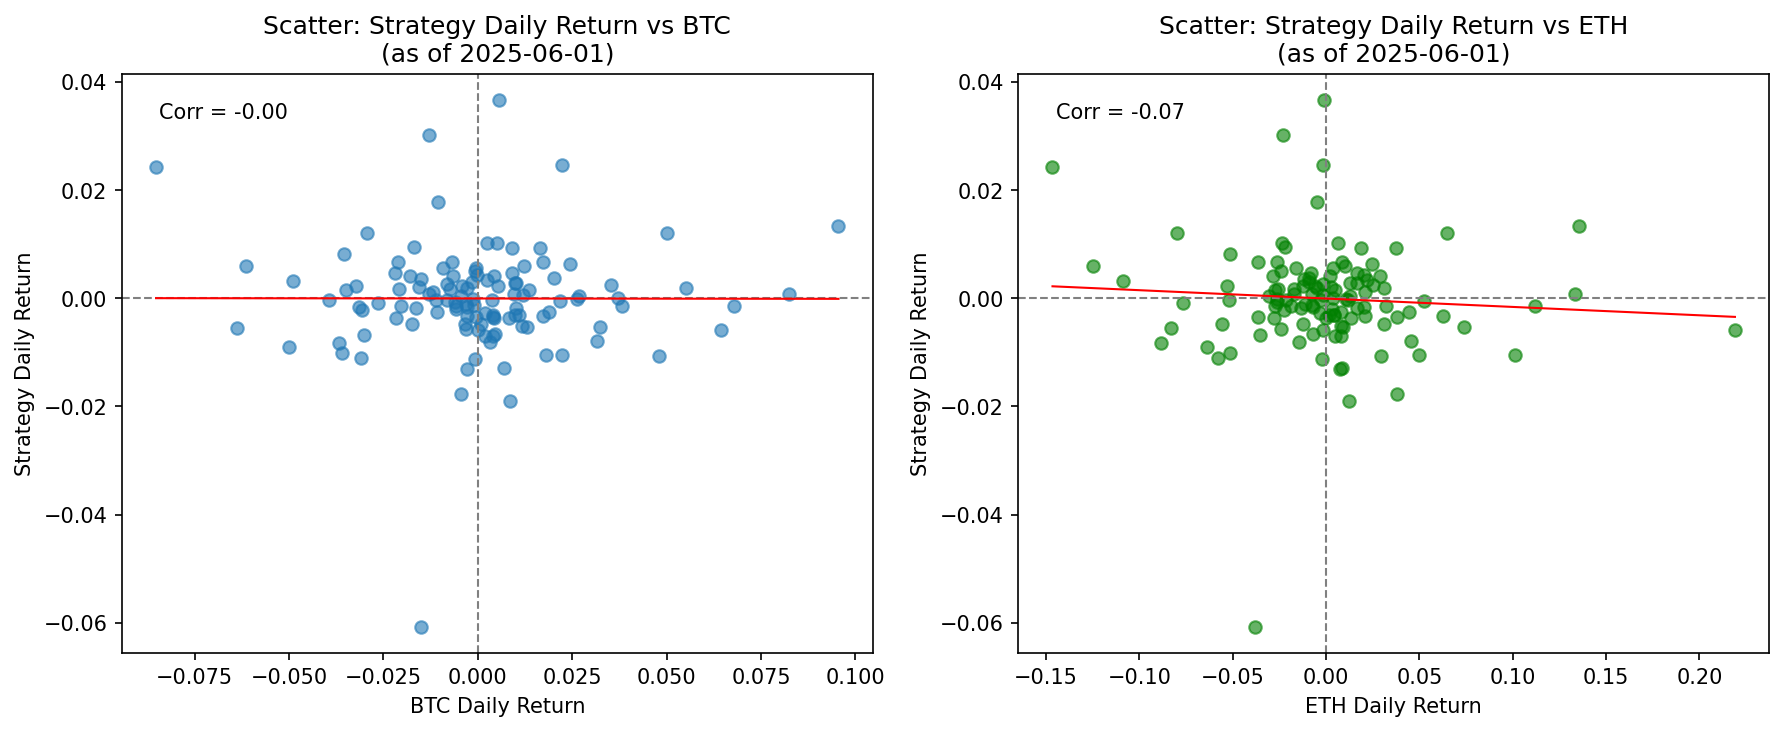 Scatter: Strategy Daily Return vs BTC
(as of 2025-06-01)
Corr = -0.00
Strategy Daily Return
0.04
0.02
0.00
−0.02
−0.04
−0.06
−0.075
−0.050
−0.025
0.000
0.025
0.050
0.075
0.100
BTC Daily Return
Scatter: Strategy Daily Return vs ETH
(as of 2025-06-01)
Corr = -0.07
Strategy Daily Return
0.04
0.02
0.00
−0.02
−0.04
−0.06
−0.15
−0.10
−0.05
0.00
0.05
0.10
0.15
0.20
ETH Daily Return